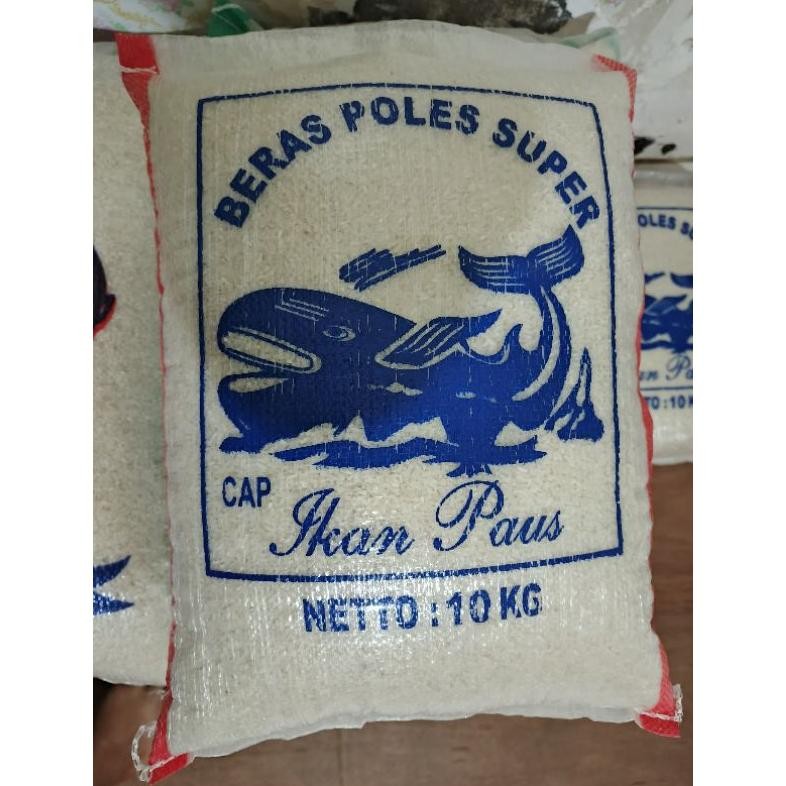 BERAS POLES SUPER
CAP
Ikan Paus
NETTO : 10 KG